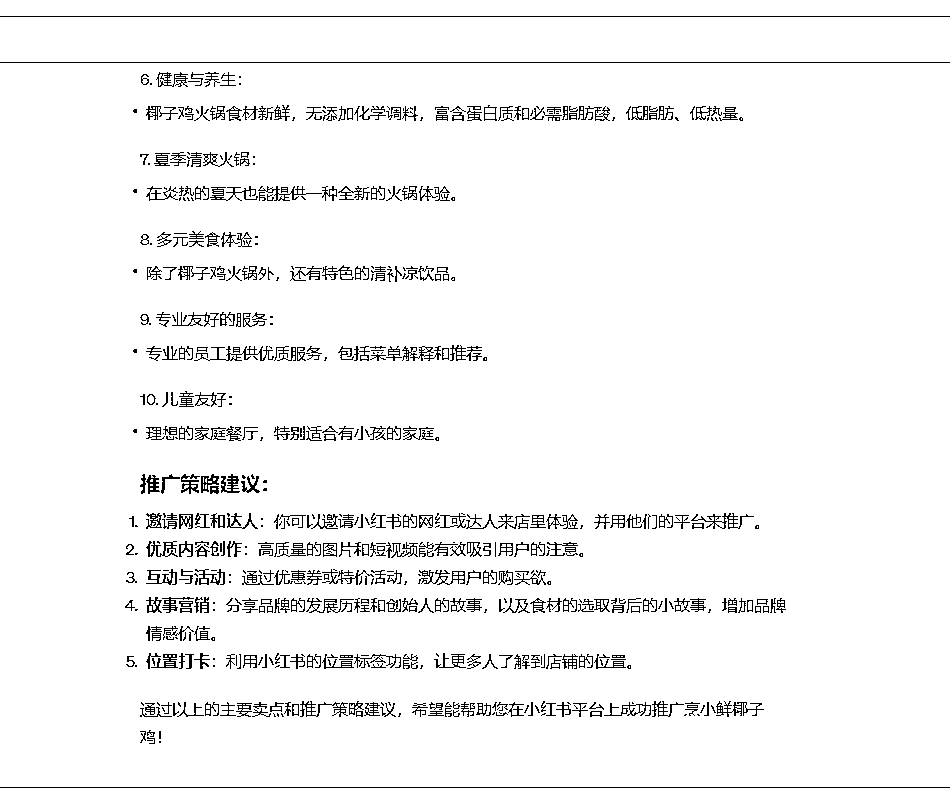 6. 健康与养生：
• 椰子鸡火锅食材新鲜，无添加化学调料，富含蛋白质和必需脂肪酸，低脂肪、低热量。
7. 夏季清爽火锅：
• 在炎热的夏天也能提供一种全新的火锅体验。
8. 多元美食体验：
• 除了椰子鸡火锅外，还有特色的清补凉饮品。
9. 专业友好的服务：
• 专业的员工提供优质服务，包括菜单解释和推荐。
10. 儿童友好：
• 理想的家庭餐厅，特别适合有小孩的家庭。
推广策略建议：
1. 邀请网红和达人：你可以邀请小红书的网红或达人来店里体验，并用他们的平台来推广。
2. 优质内容创作：高质量的图片和短视频能有效吸引用户的注意。
3. 互动与活动：通过优惠券或特价活动，激发用户的购买欲。
4. 故事营销：分享品牌的发展历程和创始人的故事，以及食材的选取背后的小故事，增加品牌
情感价值。
5. 位置打卡：利用小红书的位置标签功能，让更多人了解到店铺的位置。
通过以上的主要卖点和推广策略建议，希望能帮助您在小红书平台上成功推广烹小鲜椰子
鸡！